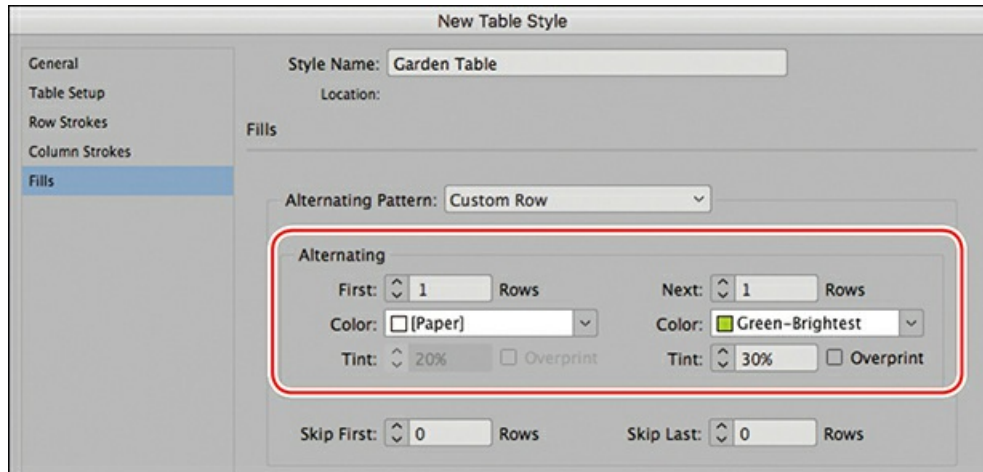 New Table Style
General
Table Setup
Row Strokes
Column Strokes
Fills
Style Name: Garden Table
Location:
Fills
Alternating Pattern: Custom Row
Alternating
First: 1 Rows Next: 1 Rows
Color: [Paper] Color: Green-Brightest
Tint: 20% Overprint Tint: 30% Overprint
Skip First: 0 Rows Skip Last: 0 Rows